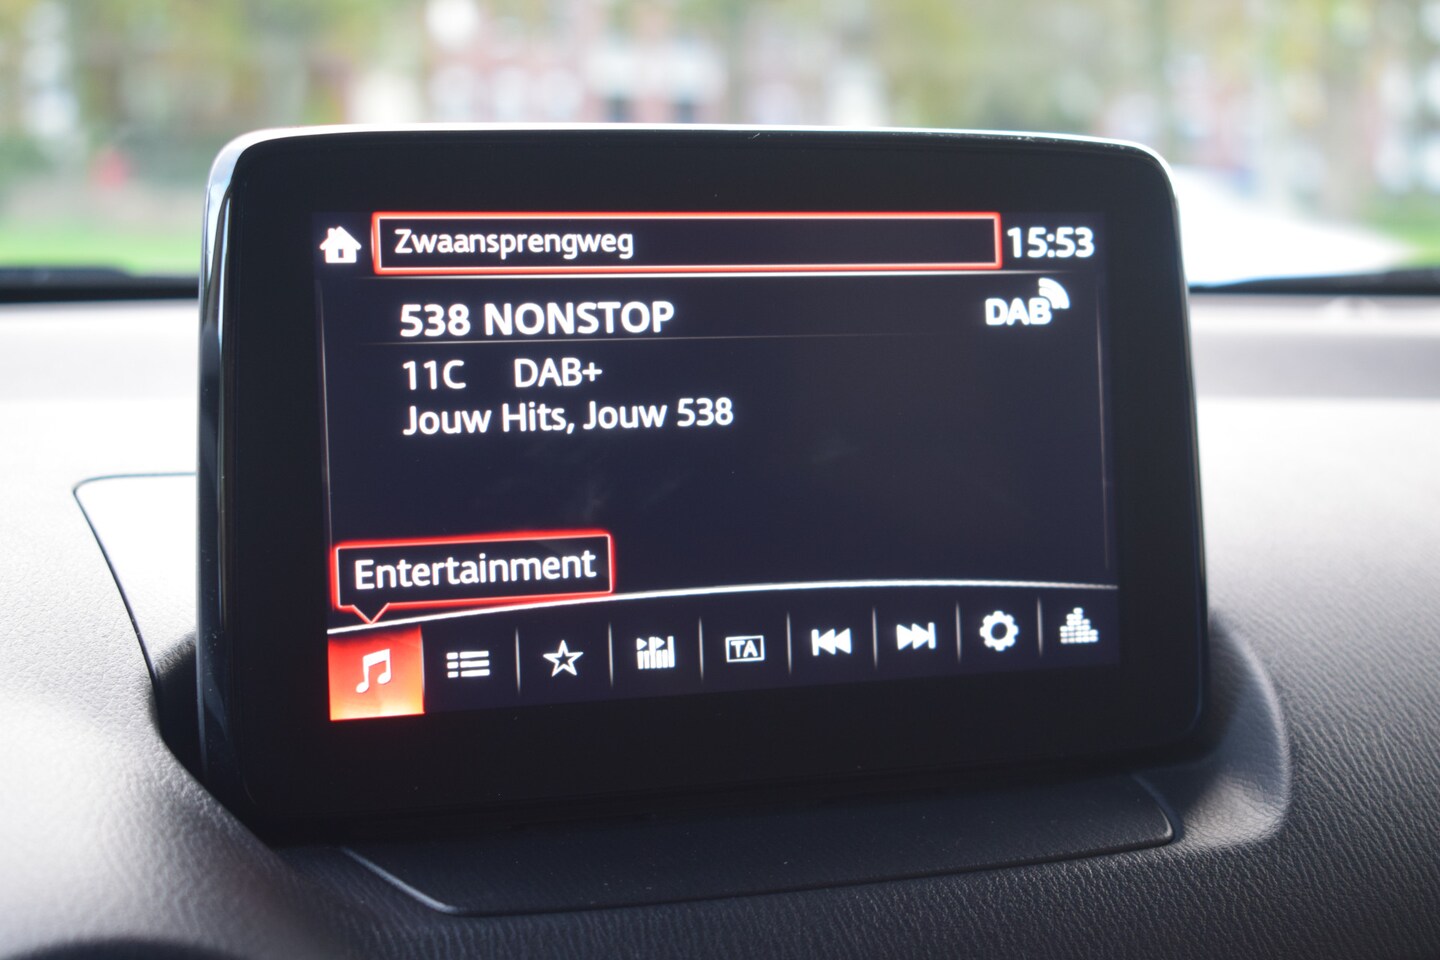 Zwaansprengweg 15:53
538 NONSTOP DAB
11C DAB+
Jouw Hits, Jouw 538
Entertainment
TA